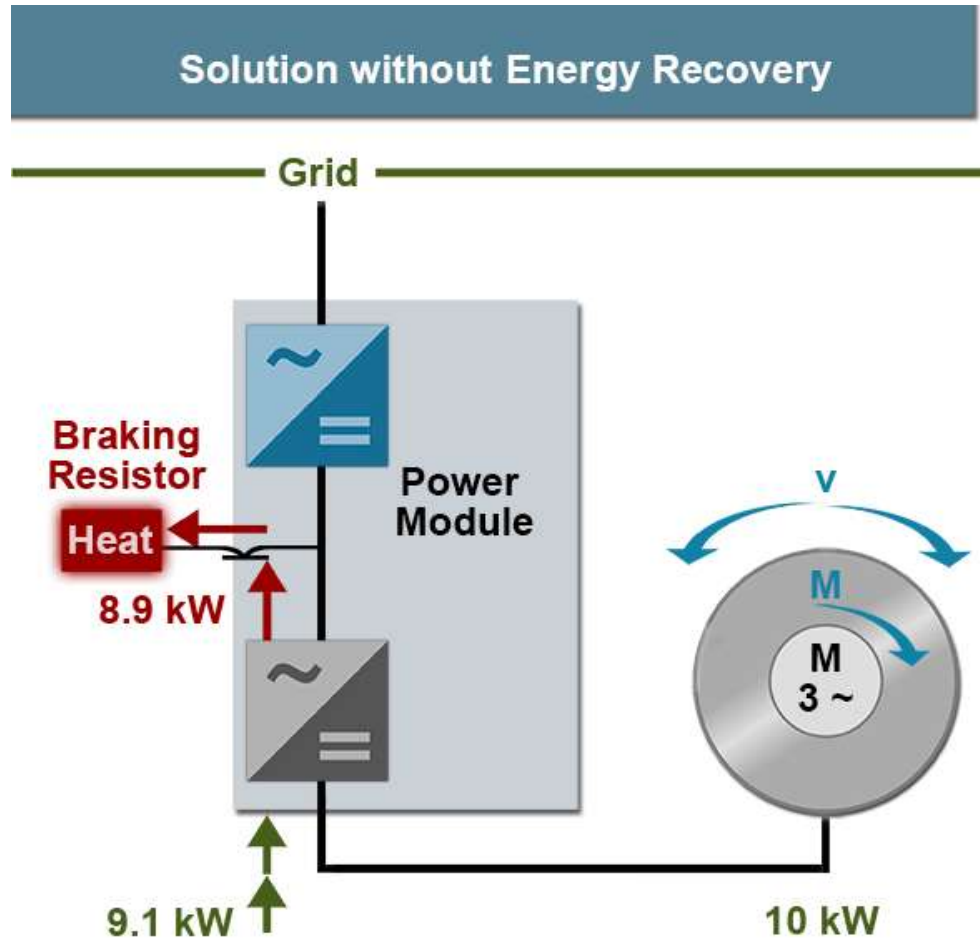 Solution without Energy Recovery
Grid
~
=
Braking
Resistor
Power
Module
Heat
8.9 kW
~
=
v
M
M
3 ~
9.1 kW
10 kW